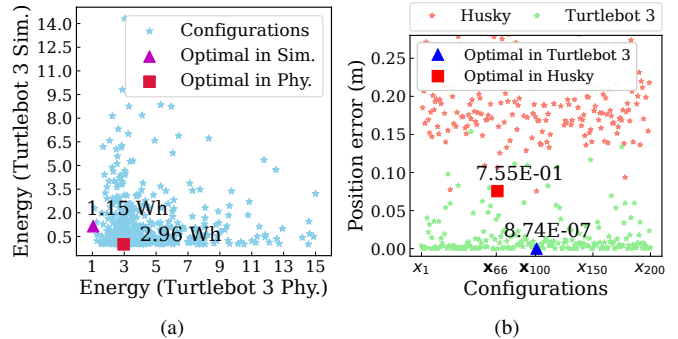 Energy (Turtlebot 3 Sim.)
14.0
12.0
10.5
9.0
7.5
6.5
5.0
3.5
2.0
0.5
Configurations
Optimal in Sim.
Optimal in Phy.
1.15 Wh
2.96 Wh
1 3 5 7 9 11 13 15
Energy (Turtlebot 3 Phy.)
(a)
Husky Turtlebot 3
Position error (m)
0.25
0.20
0.15
0.10
0.05
0.00
Optimal in Turtlebot 3
Optimal in Husky
7.55E-01
8.74E-07
x1 x66 x100 x150 x200
Configurations
(b)